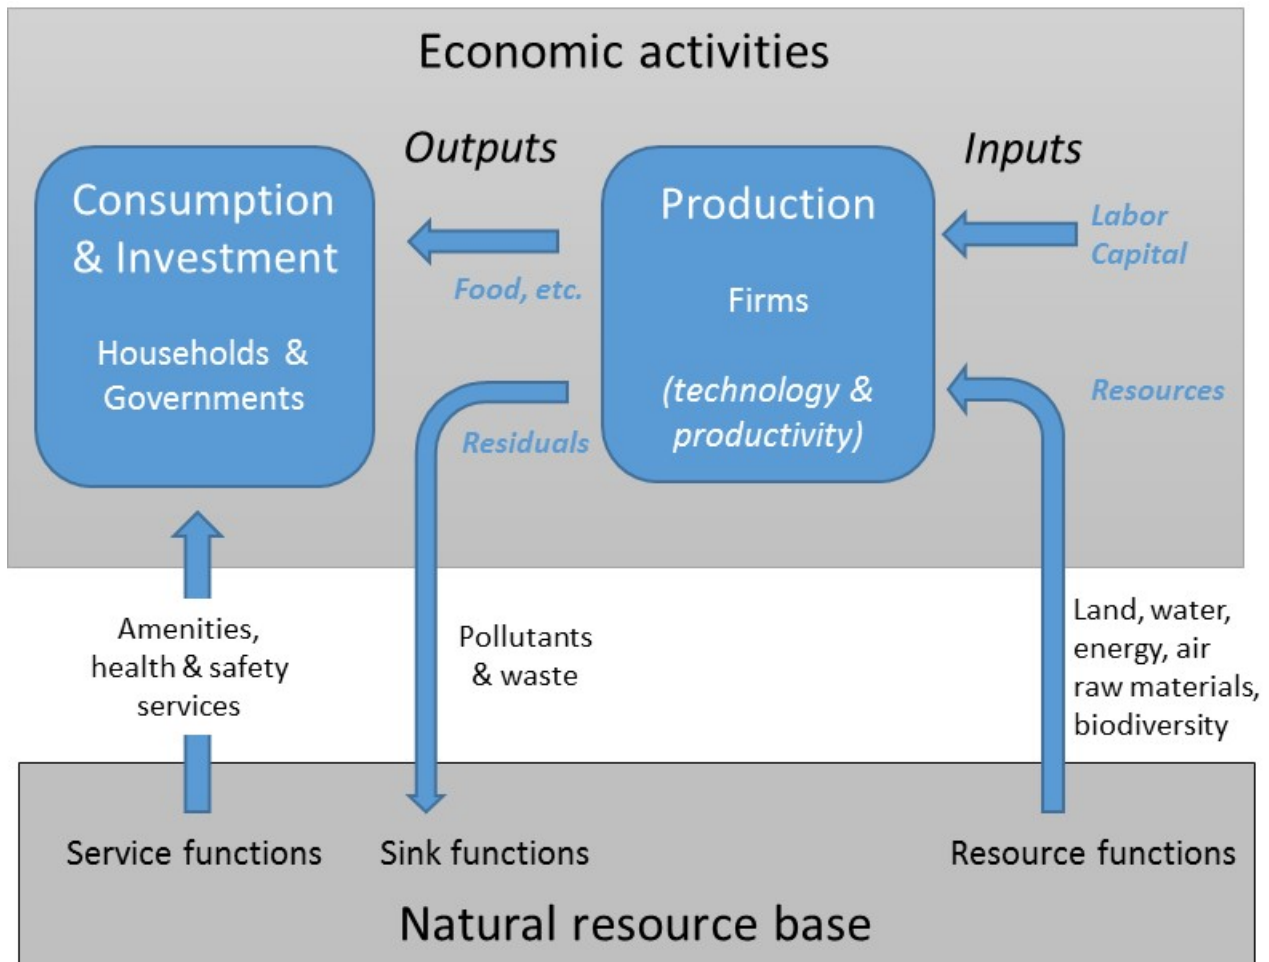 Economic activities
Outputs
Inputs
Consumption
& Investment
Households &
Governments
Food, etc.
Residuals
Production
Firms
(technology &
productivity)
Labor
Capital
Resources
Amenities,
health & safety
services
Pollutants
& waste
Land, water,
energy, air
raw materials,
biodiversity
Service functions
Sink functions
Resource functions
Natural resource base